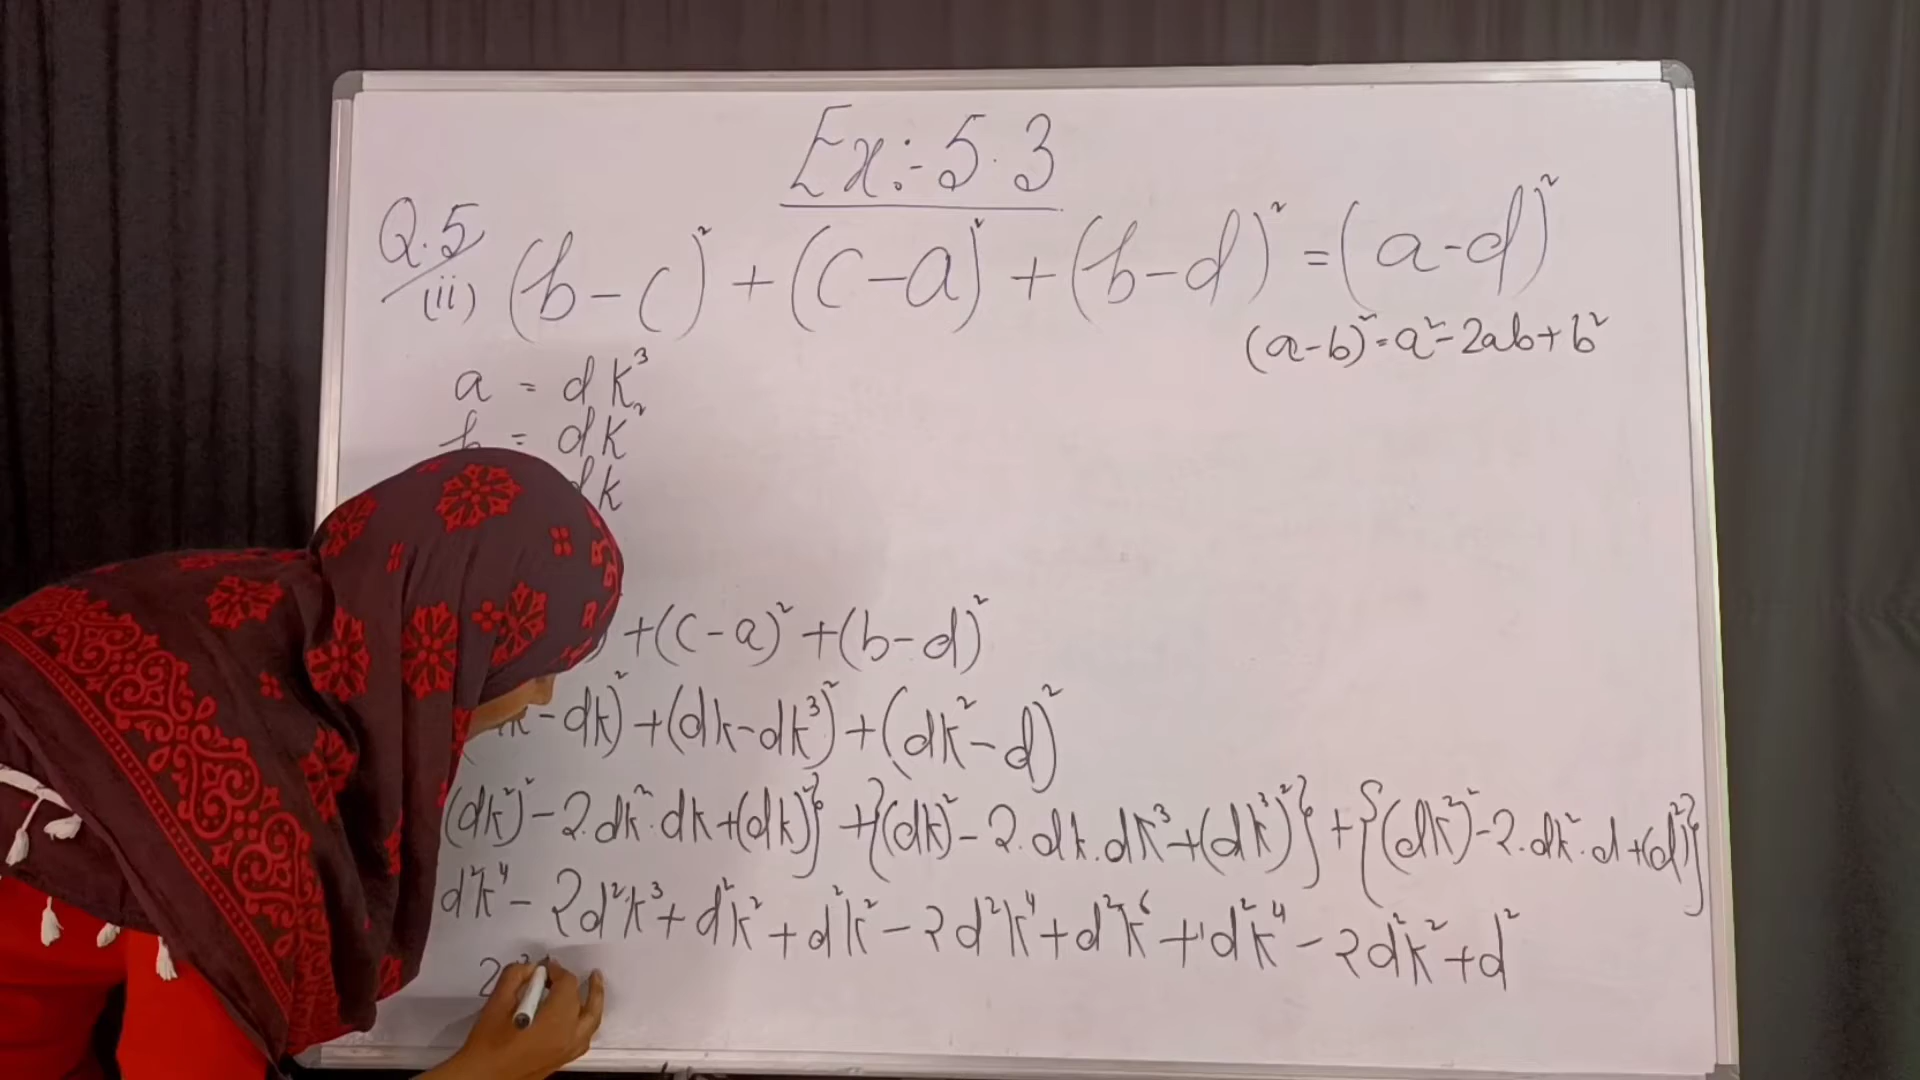 Ex:- 5.3
Q.5 (ii) (b-c)² + (c-a)² + (b-d)² = (a-d)²
(a-b)² = a² - 2ab + b²
a = dk³
b = dk²
dk
+(c-a)² +(b-d)²
-dk)² +(dk-dk³)² +(dk²-d)²
(dk²)² - 2.dk².dk+(dk)²} +{(dk)² - 2.dk.dk³+(dk³)²} + {(dk²)² - 2.dk².d+(d)²}
d²k⁴ - 2d²k³ + d²k² + d²k² - 2d²k⁴ + d²k⁶ + d²k⁴ - 2d²k² + d²
2